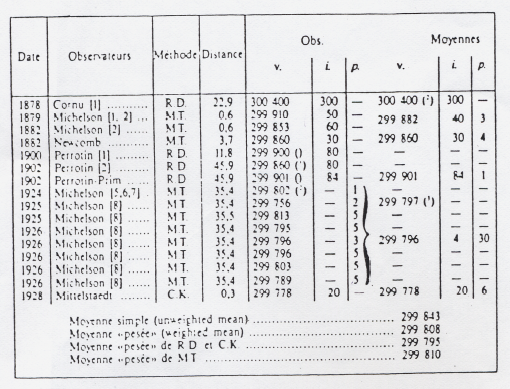 Date Observateurs Méthode Distance Obs. Moyennes
v. i. p. v. i. p.
1878 Cornu [1] .......... R.D. 22,9 300 400 300 — 300 400 (²) 300 —
1879 Michelson [1, 2] ... M.T. 0,6 299 910 50 — 299 882 40 3
1882 Michelson [2] ...... M.T. 0,6 299 853 60 —
1882 Newcomb ........... M.T. 3,7 299 860 30 — 299 860 30 4
1900 Perrotin [1] ....... R.D. 11,8 299 900 () 80 — — — —
1902 Perrotin [2] ....... R.D. 45,9 299 860 (¹) 80 — — — —
1902 Perrotin-Prim ...... R.D. 45,9 299 901 () 84 — 299 901 84 1
1924 Michelson [5,6,7] . M.T. 35,4 299 802 (²) — 1 — —
1925 Michelson [8] ...... M.T. 35,4 299 756 — 2 299 797 (¹) — —
1925 Michelson [8] ...... M.T. 35,5 299 813 — 5 — — —
1926 Michelson [8] ...... M.T. 35,4 299 795 — 5 — — —
1926 Michelson [8] ...... M.T. 35,4 299 796 — 3 299 796 4 30
1926 Michelson [8] ...... M.T. 35,4 299 796 — 5 — — —
1926 Michelson [8] ...... M.T. 35,4 299 803 — 5 — — —
1926 Michelson [8] ...... M.T. 35,4 299 789 — 5 — — —
1928 Mittelstaedt ....... C.K. 0,3 299 778 20 — 299 778 20 6
Moyenne simple (unweighted mean) ........ 299 843
Moyenne «pesée» (weighted mean) ........ 299 808
Moyenne «pesée» de R.D. et C.K. ........ 299 795
Moyenne «pesée» de M.T. ........ 299 810